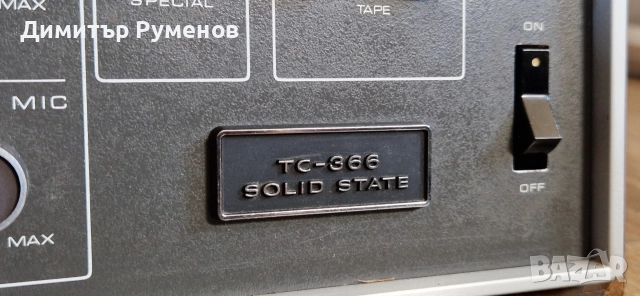 MAX
SPECIAL
TAPE
Димитър Руменов
ON
MIC
TC-366
SOLID STATE
OFF
MAX
BAZAR